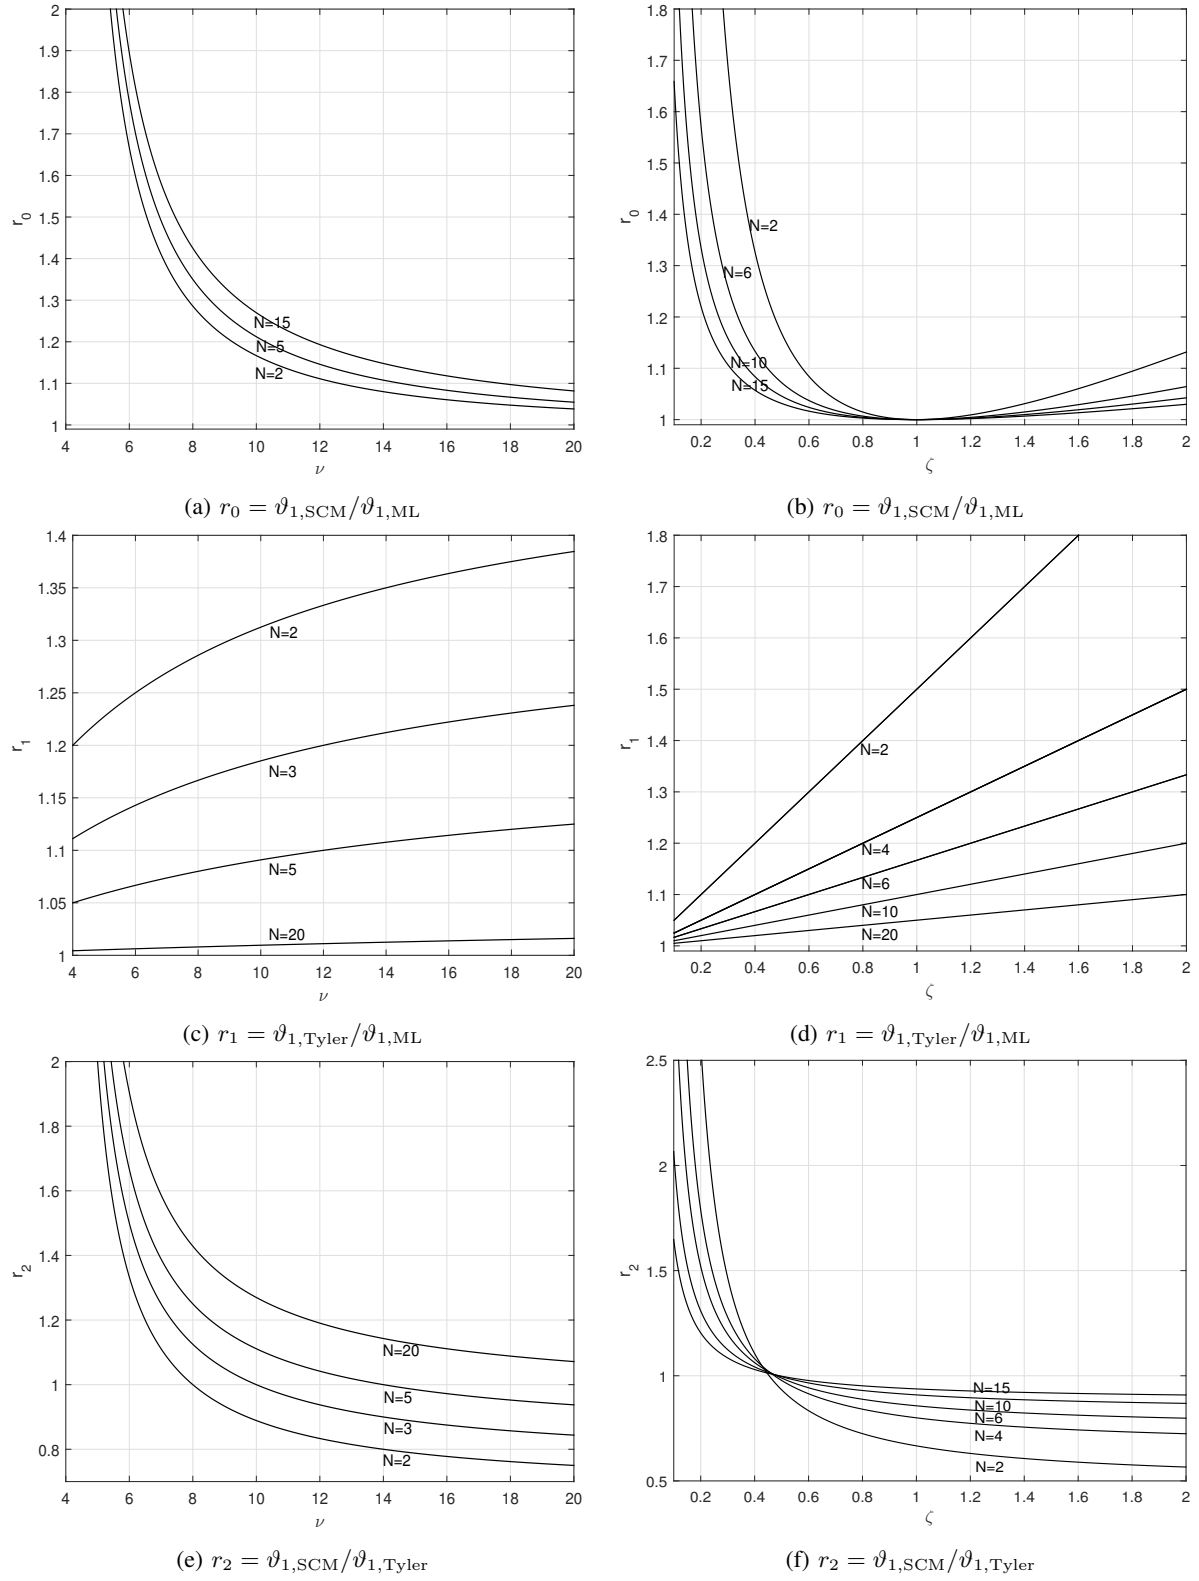 2
1.9
1.8
1.7
1.6
1.5
1.4
1.3
1.2
1.1
1
r0
N=15
N=5
N=2
4 6 8 10 12 14 16 18 20
ν
(a) r0 = ϑ1,SCM/ϑ1,ML
1.8
1.7
1.6
1.5
1.4
1.3
1.2
1.1
1
r0
N=2
N=6
N=10
N=15
0.2 0.4 0.6 0.8 1 1.2 1.4 1.6 1.8 2
ζ
(b) r0 = ϑ1,SCM/ϑ1,ML
1.4
1.35
1.3
1.25
1.2
1.15
1.1
1.05
1
r1
N=2
N=3
N=5
N=20
4 6 8 10 12 14 16 18 20
ν
(c) r1 = ϑ1,Tyler/ϑ1,ML
1.8
1.7
1.6
1.5
1.4
1.3
1.2
1.1
1
r1
N=2
N=4
N=6
N=10
N=20
0.2 0.4 0.6 0.8 1 1.2 1.4 1.6 1.8 2
ζ
(d) r1 = ϑ1,Tyler/ϑ1,ML
2
1.8
1.6
1.4
1.2
1
0.8
r2
N=20
N=5
N=3
N=2
4 6 8 10 12 14 16 18 20
ν
(e) r2 = ϑ1,SCM/ϑ1,Tyler
2.5
2
1.5
1
0.5
r2
N=15
N=10
N=6
N=4
N=2
0.2 0.4 0.6 0.8 1 1.2 1.4 1.6 1.8 2
ζ
(f) r2 = ϑ1,SCM/ϑ1,Tyler